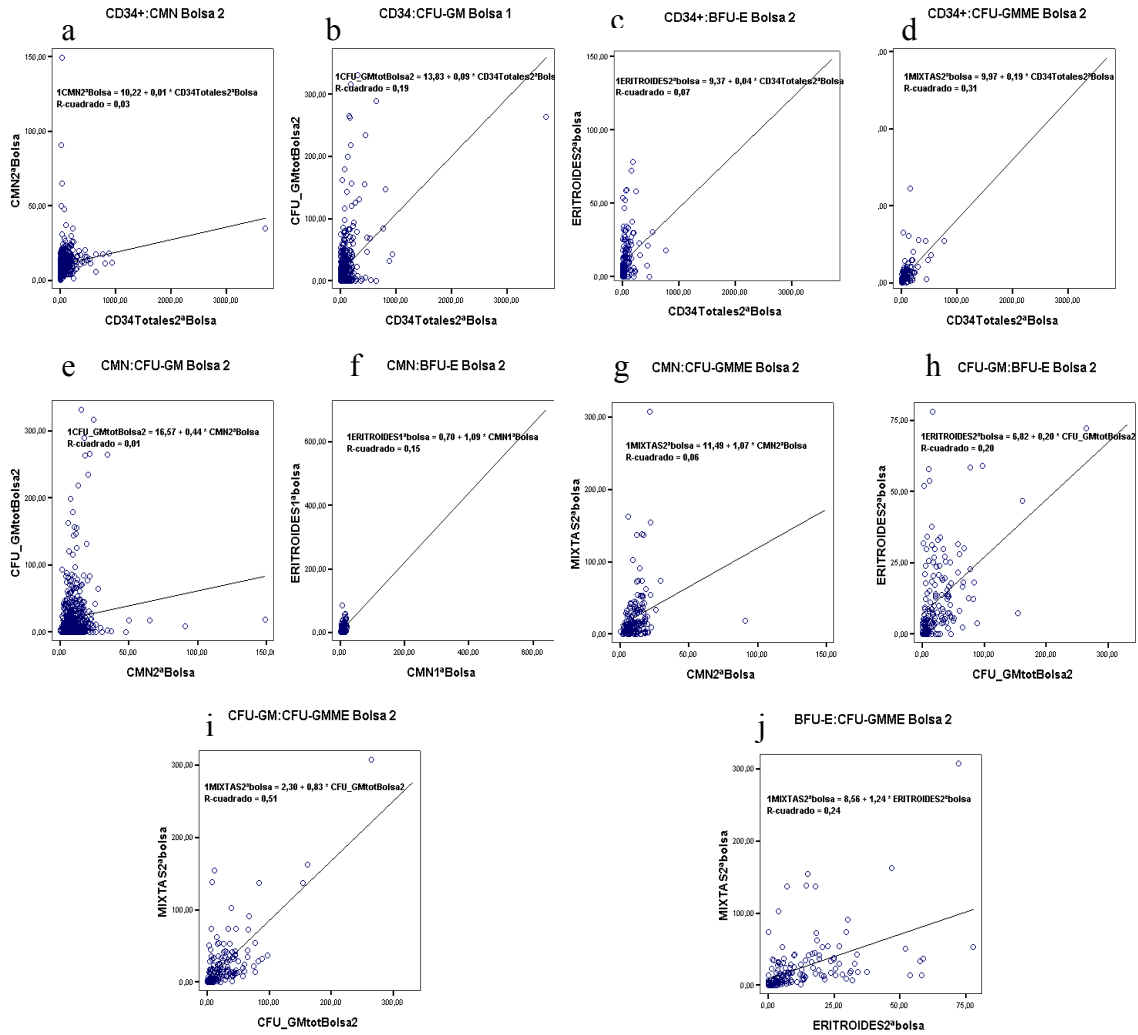 CD34+:CMN Bolsa 2
a
150,00
100,00
50,00
0,00
CMN2ªBolsa
1CMN2ªBolsa = 10,22 + 0,01 * CD34Totales2ªBolsa
R-cuadrado = 0,03
0,00 1000,00 2000,00 3000,00
CD34Totales2ªBolsa
CD34:CFU-GM Bolsa 1
b
300,00
200,00
100,00
0,00
CFU_GMtotBolsa2
1CFU_GMtotBolsa2 = 13,83 + 0,09 * CD34Totales2ªBolsa
R-cuadrado = 0,19
0,00 1000,00 2000,00 3000,00
CD34Totales2ªBolsa
CD34+:BFU-E Bolsa 2
c
150,00
100,00
50,00
0,00
ERITROIDES2ªbolsa
1ERITROIDES2ªbolsa = 9,37 + 0,04 * CD34Totales2ªBolsa
R-cuadrado = 0,07
0,00 1000,00 2000,00 3000,00
CD34Totales2ªBolsa
CD34+:CFU-GMME Bolsa 2
d
,00
,00
,00
,00
1MIXTAS2ªbolsa = 9,97 + 0,19 * CD34Totales2ªBolsa
R-cuadrado = 0,31
0,00 1000,00 2000,00 3000,00
CD34Totales2ªBolsa
CMN:CFU-GM Bolsa 2
e
300,00
200,00
100,00
0,00
CFU_GMtotBolsa2
1CFU_GMtotBolsa2 = 16,57 + 0,44 * CMN2ªBolsa
R-cuadrado = 0,01
0,00 50,00 100,00 150,00
CMN2ªBolsa
CMN:BFU-E Bolsa 2
f
600,00
400,00
200,00
0,00
ERITROIDES1ªbolsa
1ERITROIDES1ªbolsa = 0,70 + 1,09 * CMN1ªBolsa
R-cuadrado = 0,15
0,00 200,00 400,00 600,00
CMN1ªBolsa
CMN:CFU-GMME Bolsa 2
g
300,00
200,00
100,00
0,00
MIXTAS2ªbolsa
1MIXTAS2ªbolsa = 11,49 + 1,07 * CMN2ªBolsa
R-cuadrado = 0,06
0,00 50,00 100,00 150,00
CMN2ªBolsa
CFU-GM:BFU-E Bolsa 2
h
75,00
50,00
25,00
0,00
ERITROIDES2ªbolsa
1ERITROIDES2ªbolsa = 6,82 + 0,20 * CFU_GMtotBolsa2
R-cuadrado = 0,20
0,00 100,00 200,00 300,00
CFU_GMtotBolsa2
CFU-GM:CFU-GMME Bolsa 2
i
300,00
200,00
100,00
0,00
MIXTAS2ªbolsa
1MIXTAS2ªbolsa = 2,30 + 0,83 * CFU_GMtotBolsa2
R-cuadrado = 0,51
0,00 100,00 200,00 300,00
CFU_GMtotBolsa2
BFU-E:CFU-GMME Bolsa 2
j
300,00
200,00
100,00
0,00
MIXTAS2ªbolsa
1MIXTAS2ªbolsa = 8,56 + 1,24 * ERITROIDES2ªbolsa
R-cuadrado = 0,24
0,00 25,00 50,00 75,00
ERITROIDES2ªbolsa